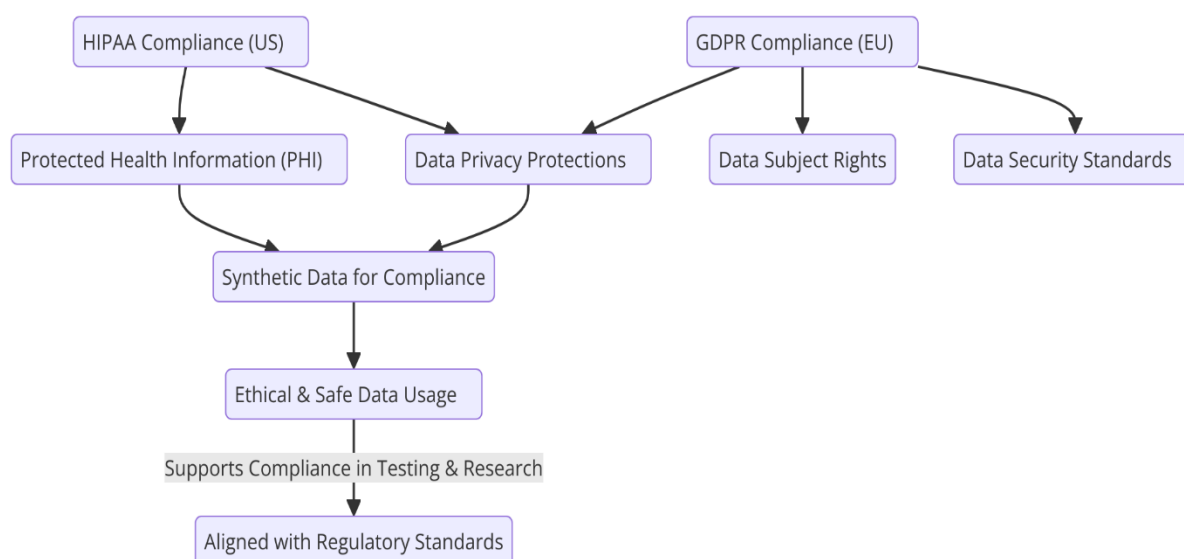 HIPAA Compliance (US)
GDPR Compliance (EU)
Protected Health Information (PHI)
Data Privacy Protections
Data Subject Rights
Data Security Standards
Synthetic Data for Compliance
Ethical & Safe Data Usage
Supports Compliance in Testing & Research
Aligned with Regulatory Standards